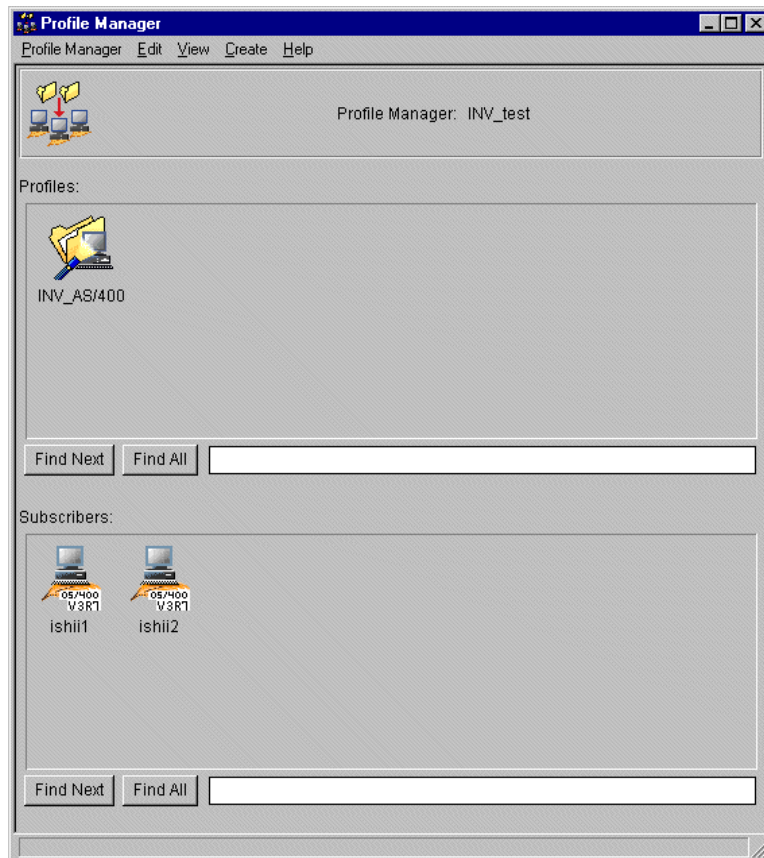 Profile Manager
Profile Manager Edit View Create Help
Profile Manager: INV_test
Profiles:
INV_AS/400
Find Next Find All
Subscribers:
OS/400 OS/400
V3R7 V3R7
ishii1 ishii2
Find Next Find All